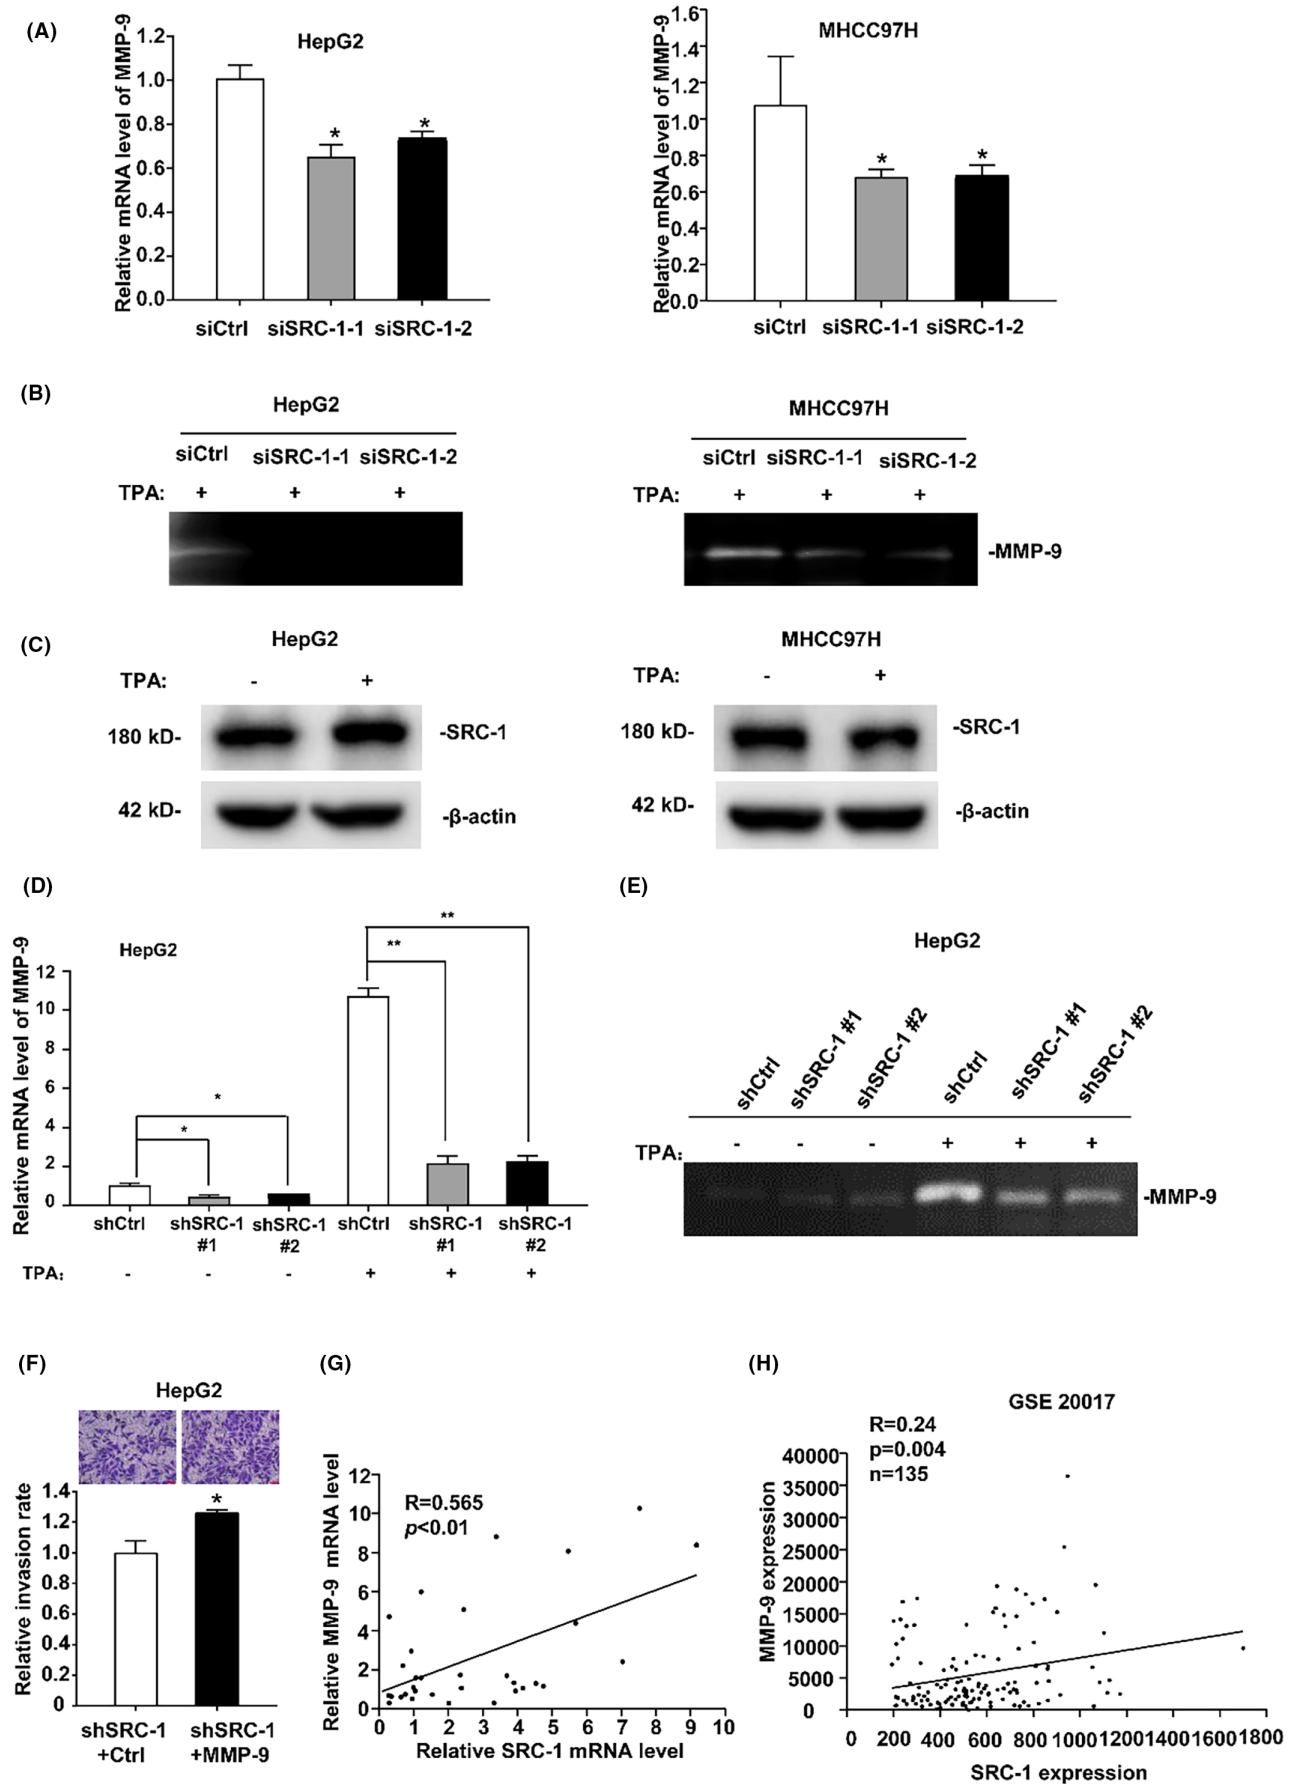 (A)
HepG2
Relative mRNA level of MMP-9
1.2
1.0
0.8
0.6
0.4
0.2
0.0
* *
siCtrl siSRC-1-1 siSRC-1-2
MHCC97H
Relative mRNA level of MMP-9
1.6
1.4
1.2
1.0
0.8
0.6
0.4
0.2
0.0
* *
siCtrl siSRC-1-1 siSRC-1-2
(B)
HepG2
siCtrl siSRC-1-1 siSRC-1-2
TPA: + + +
MHCC97H
siCtrl siSRC-1-1 siSRC-1-2
TPA: + + +
-MMP-9
(C)
HepG2
TPA: - +
180 kD- -SRC-1
42 kD- -β-actin
MHCC97H
TPA: - +
180 kD- -SRC-1
42 kD- -β-actin
(D)
HepG2
Relative mRNA level of MMP-9
12
10
8
6
4
2
0
*
*
**
**
shCtrl shSRC-1 #1 shSRC-1 #2 shCtrl shSRC-1 #1 shSRC-1 #2
TPA: - - - + + +
(E)
HepG2
shCtrl shSRC-1 #1 shSRC-1 #2 shCtrl shSRC-1 #1 shSRC-1 #2
TPA: - - - + + +
-MMP-9
(F)
HepG2
Relative invasion rate
1.4
1.2
1.0
0.8
0.6
0.4
0.2
0
*
shSRC-1 shSRC-1
+Ctrl +MMP-9
(G)
R=0.565
p<0.01
Relative MMP-9 mRNA level
12
10
8
6
4
2
0
0 1 2 3 4 5 6 7 8 9 10
Relative SRC-1 mRNA level
(H)
GSE 20017
R=0.24
p=0.004
n=135
MMP-9 expression
40000
35000
30000
25000
20000
15000
10000
5000
0
0 200 400 600 800 1000 1200 1400 1600 1800
SRC-1 expression